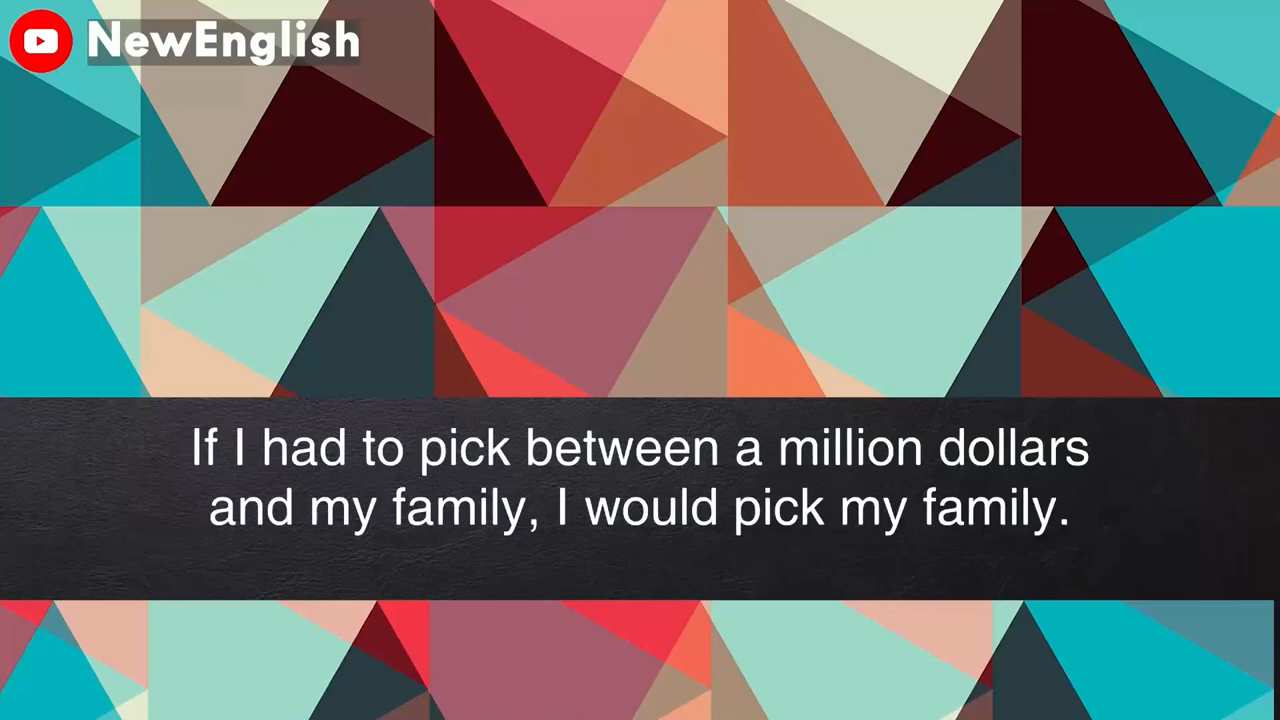 NewEnglish
If I had to pick between a million dollars
and my family, I would pick my family.